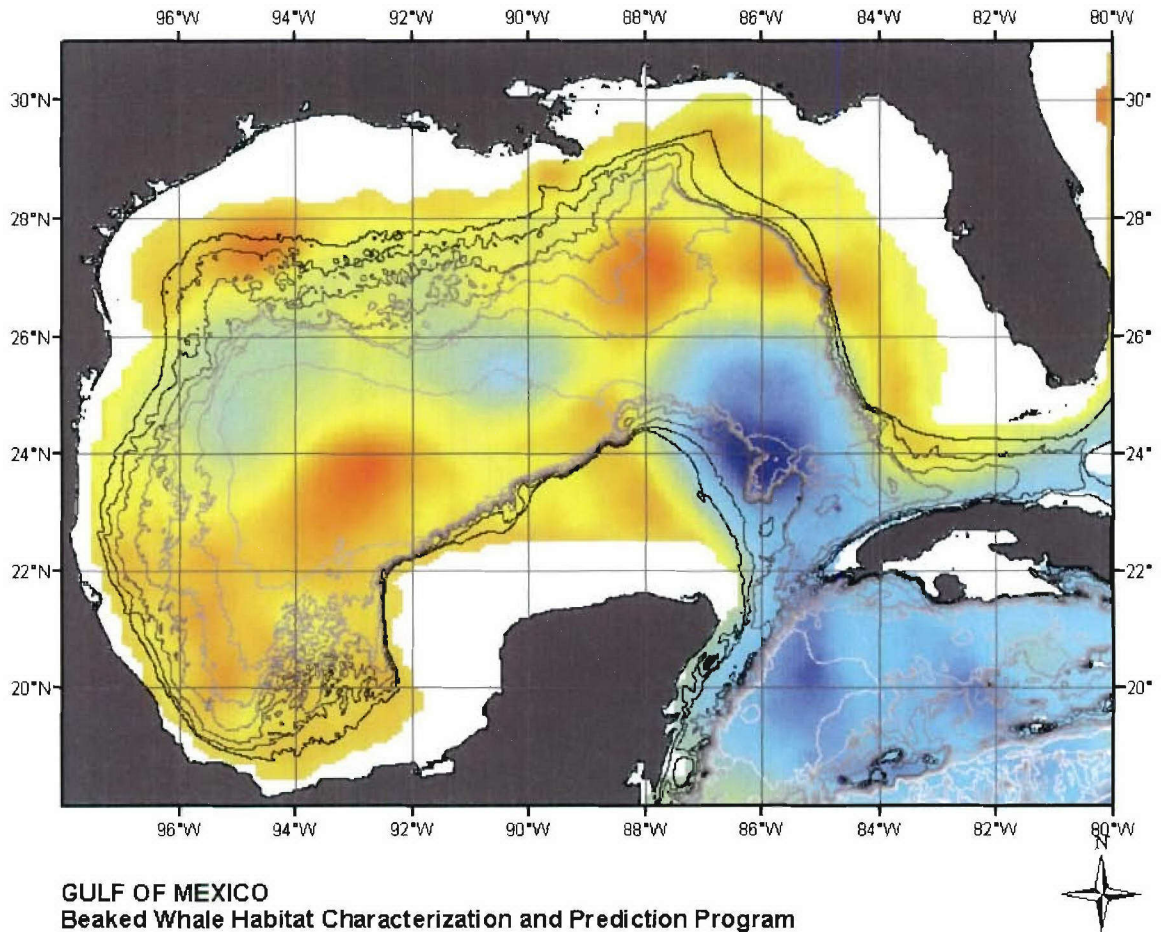 96°W 94°W 92°W 90°W 88°W 86°W 84°W 82°W 80°W
30°N 30°
28°N 28°
26°N 26°
24°N 24°
22°N 22°
20°N 20°
96°W 94°W 92°W 90°W 88°W 86°W 84°W 82°W 80°W
N
GULF OF MEXICO
Beaked Whale Habitat Characterization and Prediction Program